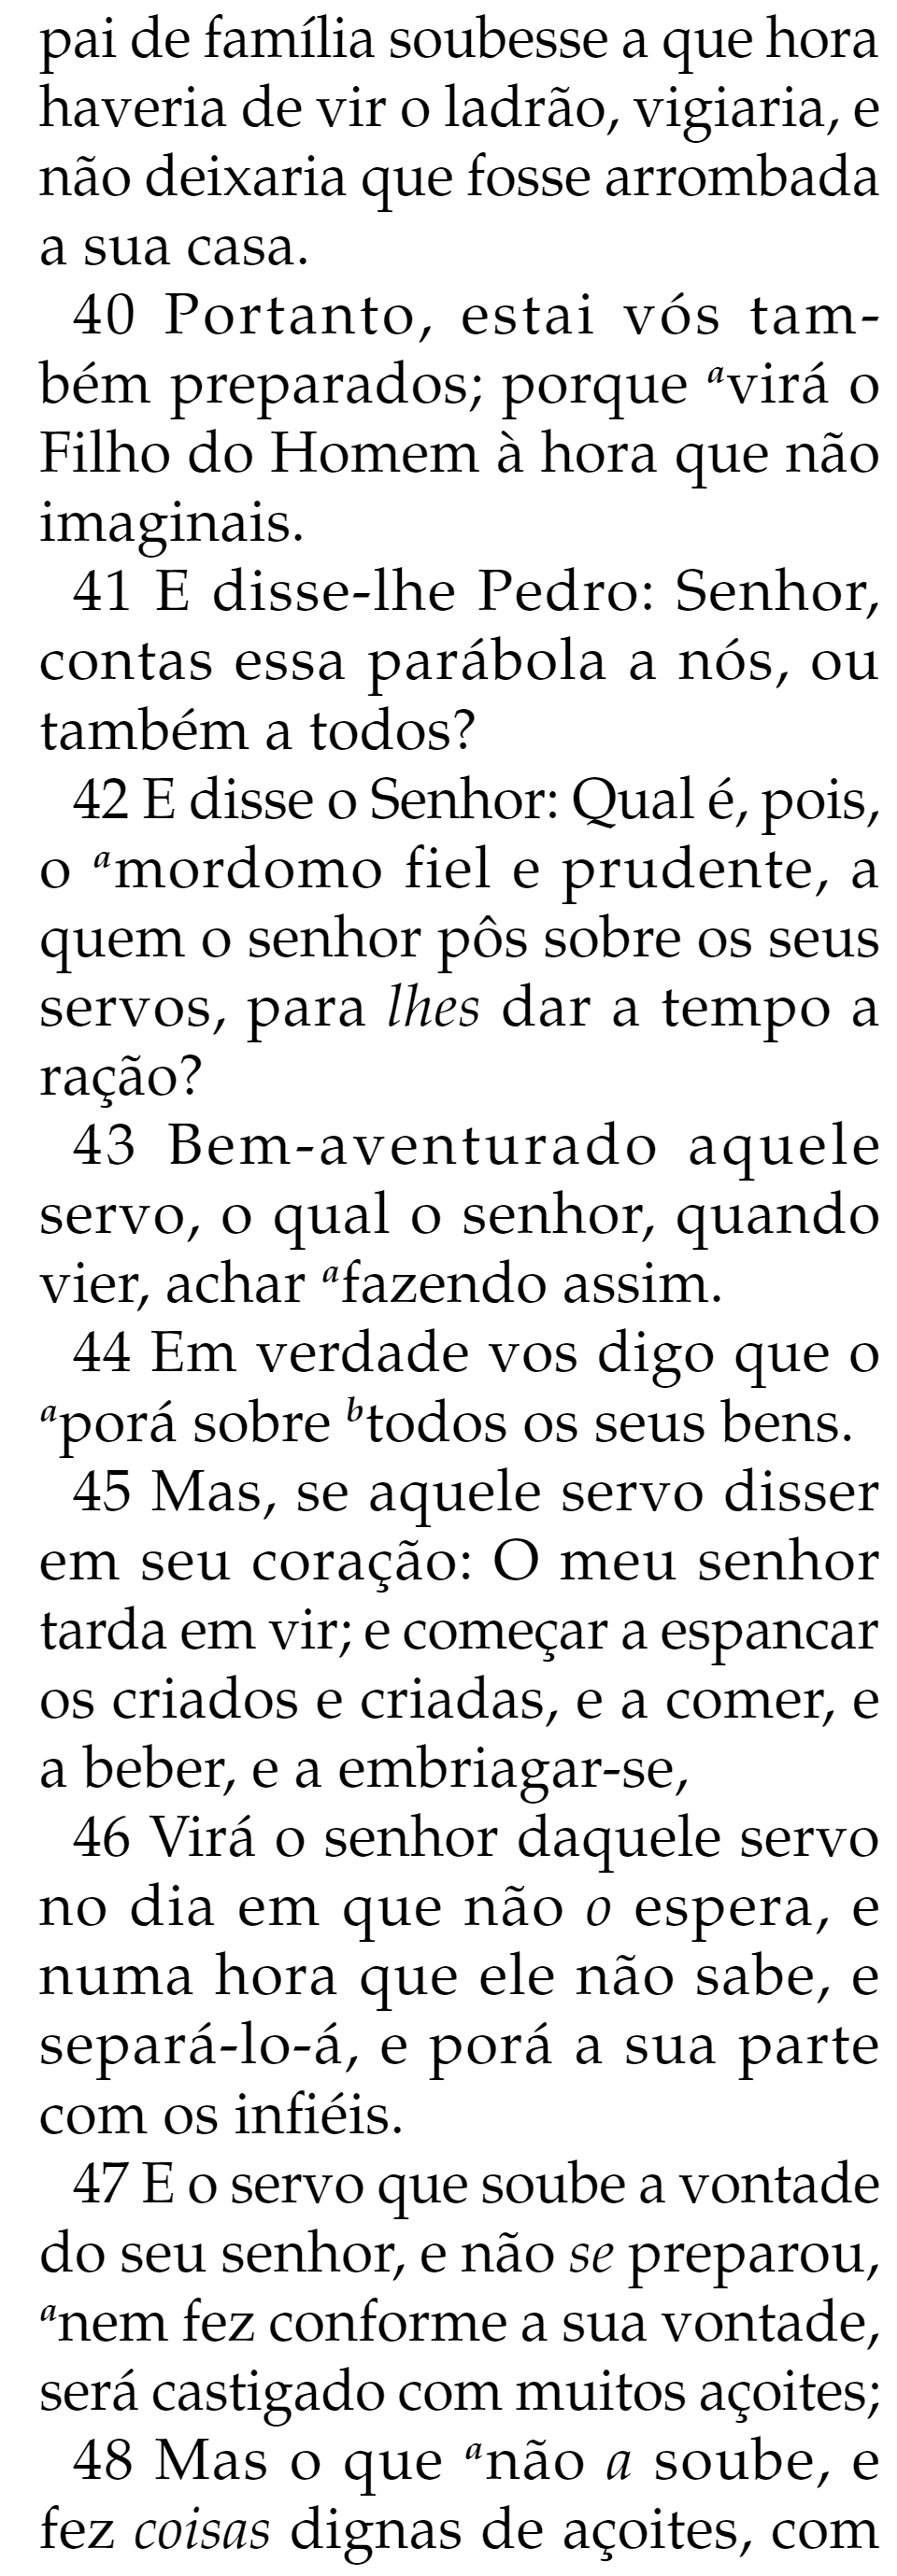 pai de família soubesse a que hora
haveria de vir o ladrão, vigiaria, e
não deixaria que fosse arrombada
a sua casa.
40 Portanto, estai vós tam-
bém preparados; porque ᵃvirá o
Filho do Homem à hora que não
imaginais.
41 E disse-lhe Pedro: Senhor,
contas essa parábola a nós, ou
também a todos?
42 E disse o Senhor: Qual é, pois,
o ᵃmordomo fiel e prudente, a
quem o senhor pôs sobre os seus
servos, para lhes dar a tempo a
ração?
43 Bem-aventurado aquele
servo, o qual o senhor, quando
vier, achar ᵃfazendo assim.
44 Em verdade vos digo que o
ᵃporá sobre ᵇtodos os seus bens.
45 Mas, se aquele servo disser
em seu coração: O meu senhor
tarda em vir; e começar a espancar
os criados e criadas, e a comer, e
a beber, e a embriagar-se,
46 Virá o senhor daquele servo
no dia em que não o espera, e
numa hora que ele não sabe, e
separá-lo-á, e porá a sua parte
com os infiéis.
47 E o servo que soube a vontade
do seu senhor, e não se preparou,
ᵃnem fez conforme a sua vontade,
será castigado com muitos açoites;
48 Mas o que ᵃnão a soube, e
fez coisas dignas de açoites, com